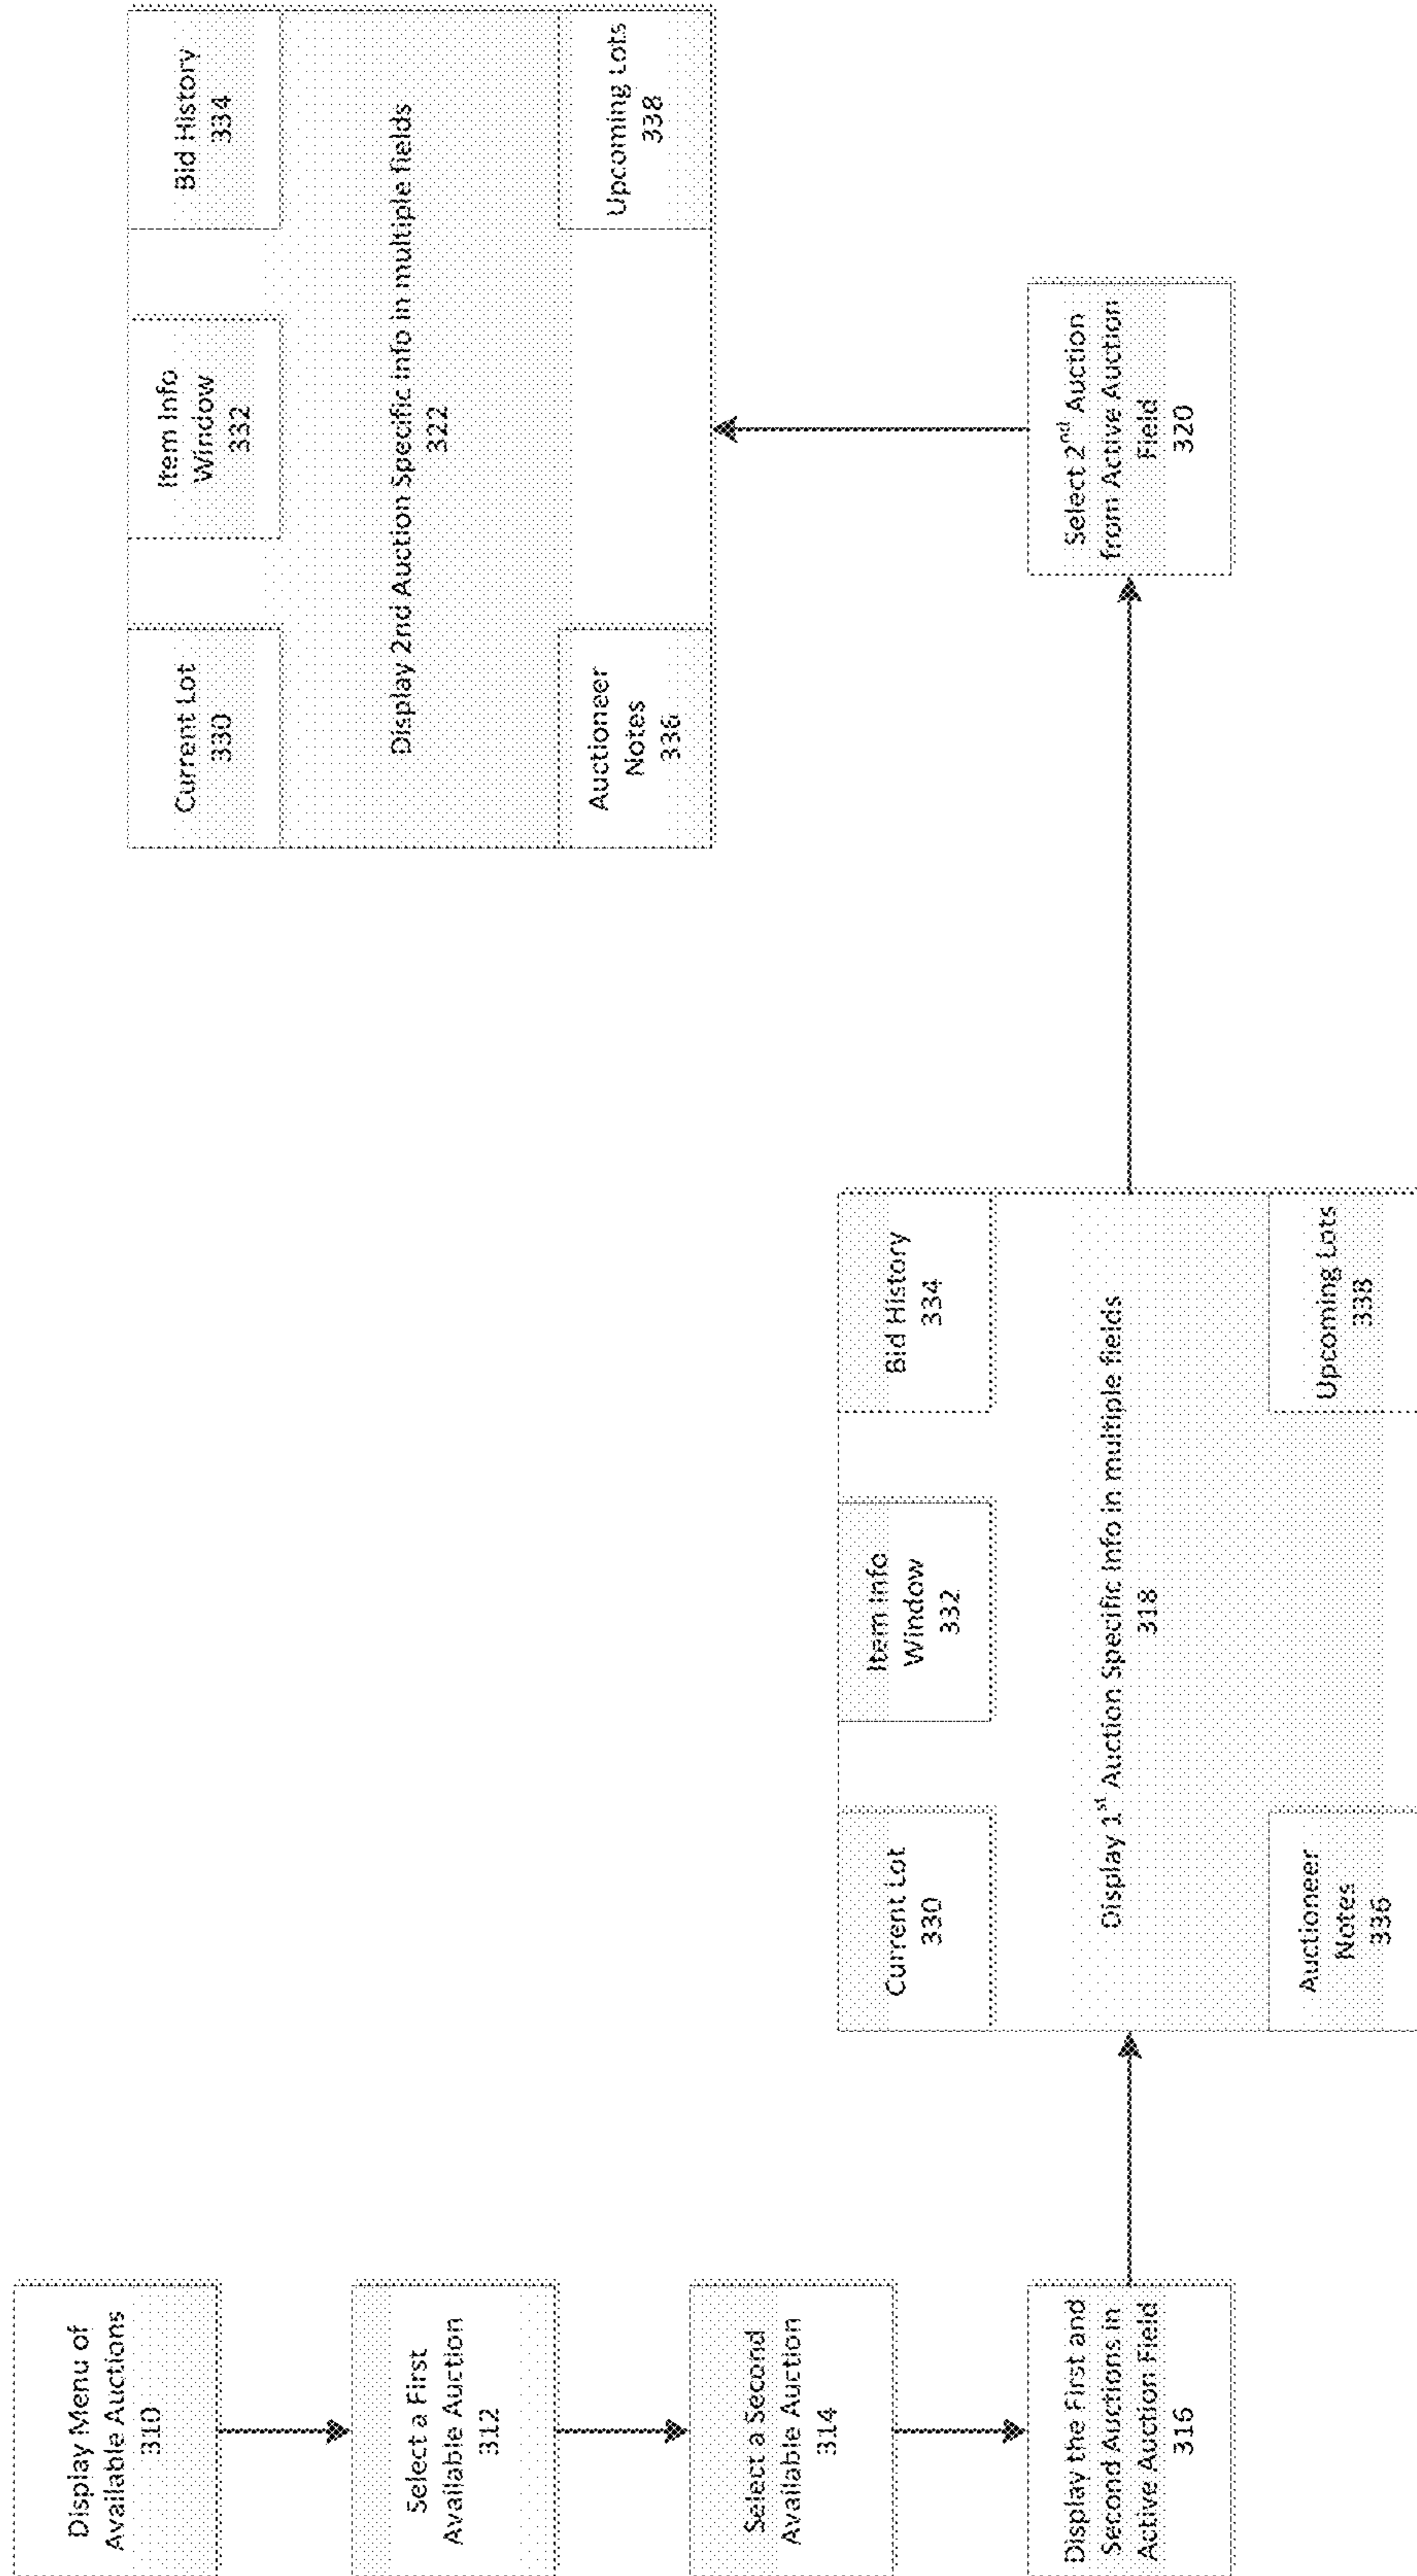 Display Menu of
Available Auctions
310
Select a First
Available Auction
312
Select a Second
Available Auction
314
Display the First and
Second Auctions in
Active Auction Field
316
Current Lot
330
Item Info
Window
332
Bid History
334
Display 1st Auction Specific Info in multiple fields
318
Auctioneer
Notes
336
Upcoming Lots
338
Select 2nd Auction
from Active Auction
Field
320
Current Lot
330
Item Info
Window
332
Bid History
334
Display 2nd Auction Specific Info in multiple fields
322
Auctioneer
Notes
336
Upcoming Lots
338